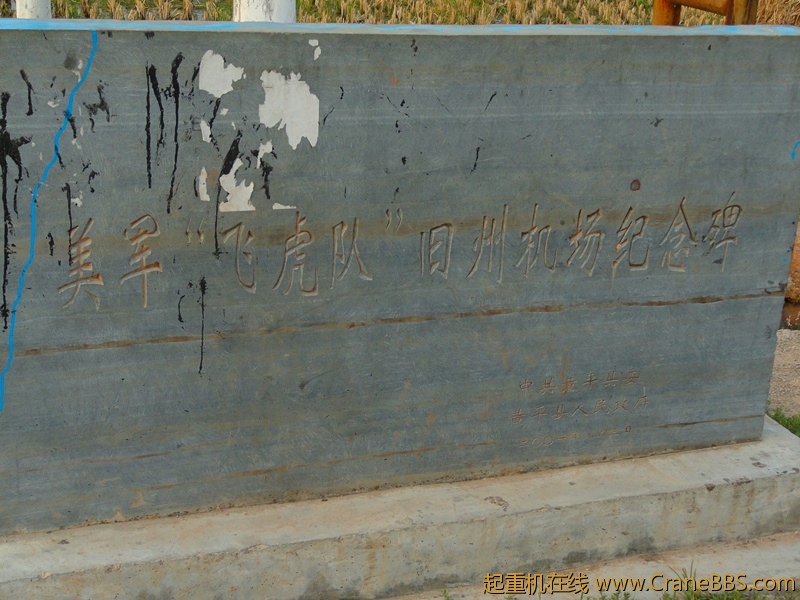 美军“飞虎队”旧州机场纪念碑
中共黄平县委
黄平县人民政府
起重机在线 www.CraneBBS.com